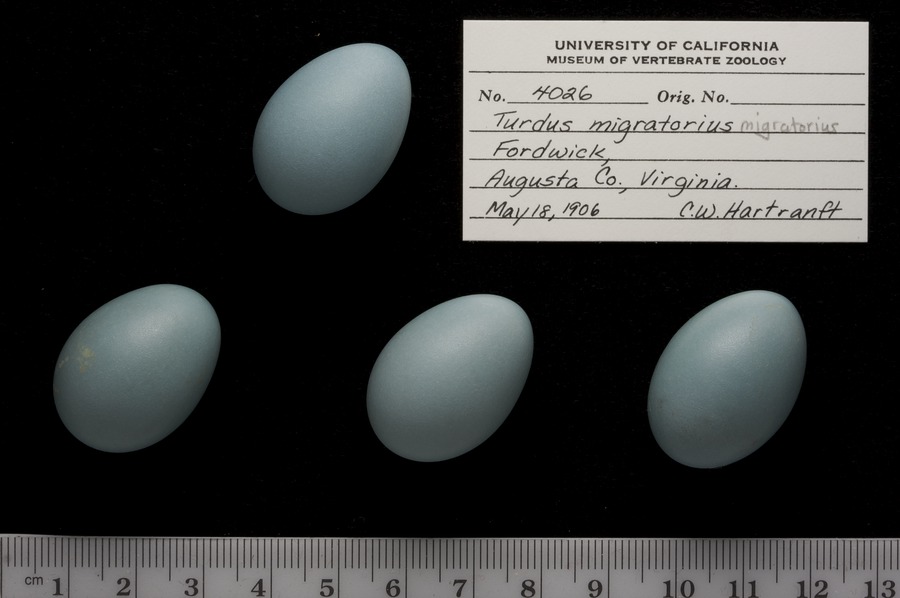 UNIVERSITY OF CALIFORNIA
MUSEUM OF VERTEBRATE ZOOLOGY
No. 4026 Orig. No.
Turdus migratorius migratorius
Fordwick,
Augusta Co., Virginia.
May 18, 1906 C.W. Hartranft
cm 1 2 3 4 5 6 7 8 9 10 11 12 13